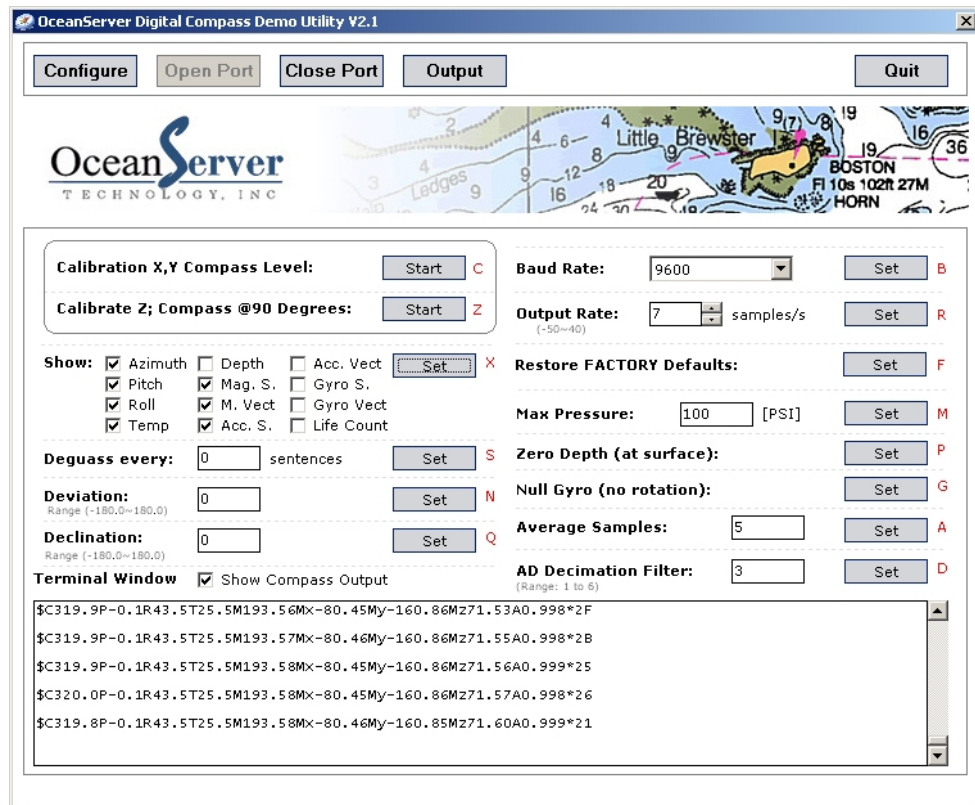 OceanServer Digital Compass Demo Utility V2.1
Configure Open Port Close Port Output Quit
OceanServer
TECHNOLOGY, INC
Little Brewster
Ledges
BOSTON
Fl 10s 102ft 27M
HORN
Calibration X,Y Compass Level: Start C
Calibrate Z; Compass @90 Degrees: Start Z
Show: Azimuth Depth Acc. Vect Set X
Pitch Mag. S. Gyro S.
Roll M. Vect Gyro Vect
Temp Acc. S. Life Count
Deguass every: 0 sentences Set S
Deviation: 0 Set N
Range (-180.0~180.0)
Declination: 0 Set Q
Range (-180.0~180.0)
Baud Rate: 9600 Set B
Output Rate: 7 samples/s Set R
(-50~40)
Restore FACTORY Defaults: Set F
Max Pressure: 100 [PSI] Set M
Zero Depth (at surface): Set P
Null Gyro (no rotation): Set G
Average Samples: 5 Set A
AD Decimation Filter: 3 Set D
(Range: 1 to 6)
Terminal Window Show Compass Output
$C319.9P-0.1R43.5T25.5M193.56Mx-80.45My-160.86Mz71.53A0.998*2F
$C319.9P-0.1R43.5T25.5M193.57Mx-80.46My-160.86Mz71.55A0.998*2B
$C319.9P-0.1R43.5T25.5M193.58Mx-80.45My-160.86Mz71.56A0.999*25
$C320.0P-0.1R43.5T25.5M193.58Mx-80.45My-160.86Mz71.57A0.998*26
$C319.8P-0.1R43.5T25.5M193.58Mx-80.46My-160.85Mz71.60A0.999*21